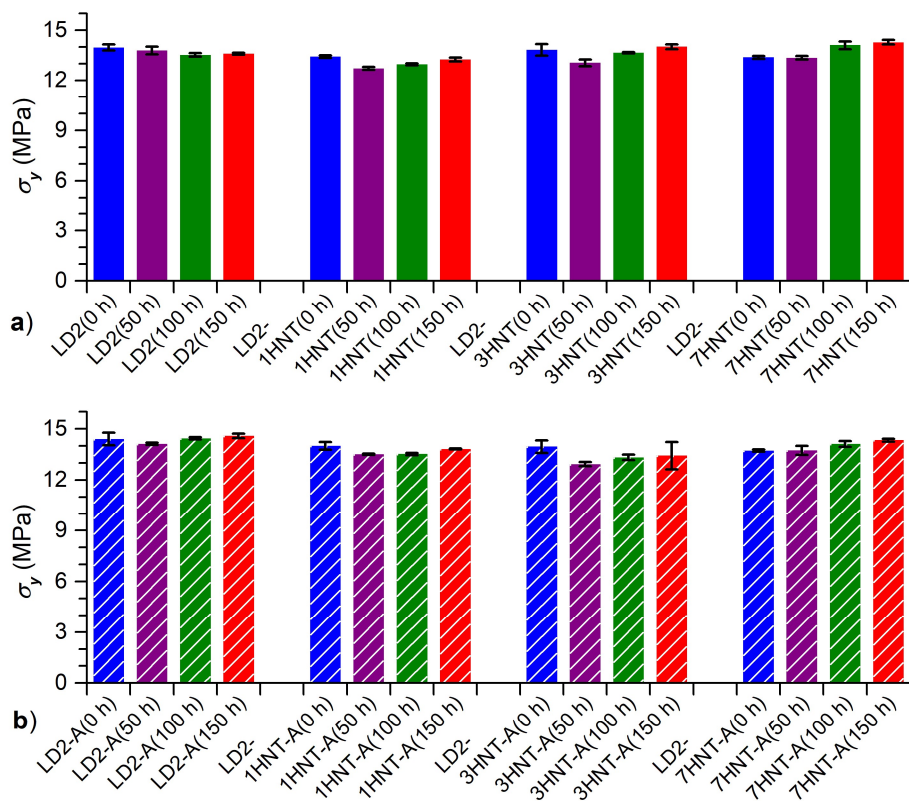 15
12
9
6
3
0
σy (MPa)
LD2(0 h)
LD2(50 h)
LD2(100 h)
LD2(150 h)
LD2-
1HNT(0 h)
1HNT(50 h)
1HNT(100 h)
1HNT(150 h)
LD2-
3HNT(0 h)
3HNT(50 h)
3HNT(100 h)
3HNT(150 h)
LD2-
7HNT(0 h)
7HNT(50 h)
7HNT(100 h)
7HNT(150 h)
a)
15
12
9
6
3
0
σy (MPa)
LD2-A(0 h)
LD2-A(50 h)
LD2-A(100 h)
LD2-A(150 h)
LD2-
1HNT-A(0 h)
1HNT-A(50 h)
1HNT-A(100 h)
1HNT-A(150 h)
LD2-
3HNT-A(0 h)
3HNT-A(50 h)
3HNT-A(100 h)
3HNT-A(150 h)
LD2-
7HNT-A(0 h)
7HNT-A(50 h)
7HNT-A(100 h)
7HNT-A(150 h)
b)